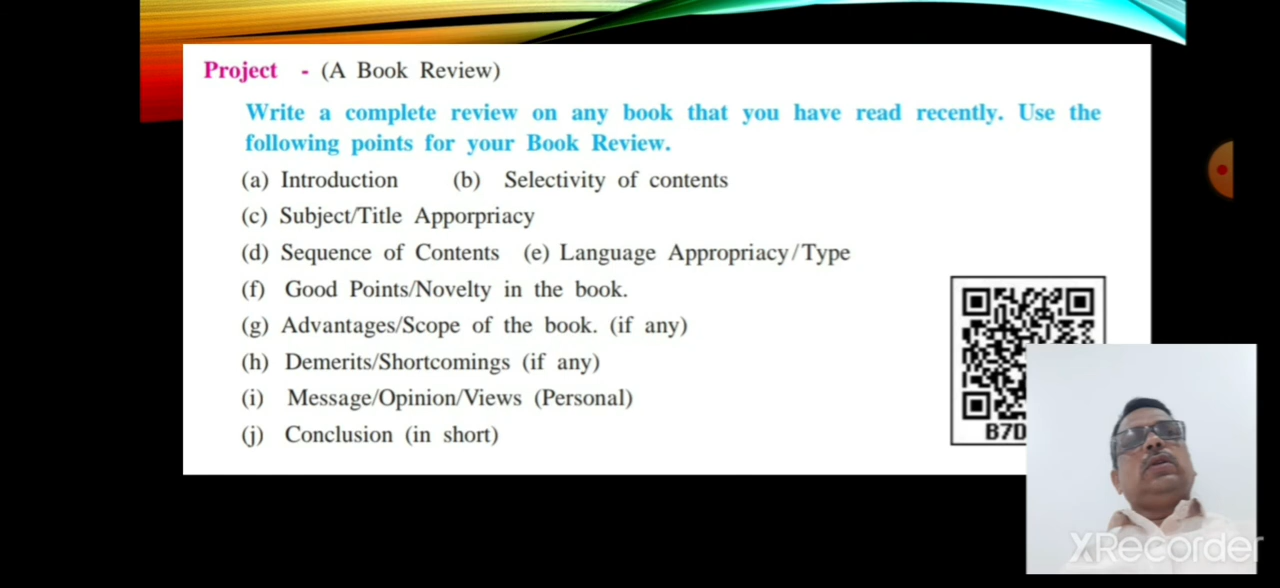 Project - (A Book Review)
Write a complete review on any book that you have read recently. Use the
following points for your Book Review.
(a) Introduction (b) Selectivity of contents
(c) Subject/Title Apporpriacy
(d) Sequence of Contents (e) Language Appropriacy/Type
(f) Good Points/Novelty in the book.
(g) Advantages/Scope of the book. (if any)
(h) Demerits/Shortcomings (if any)
(i) Message/Opinion/Views (Personal)
(j) Conclusion (in short)
B7D
XRecorder